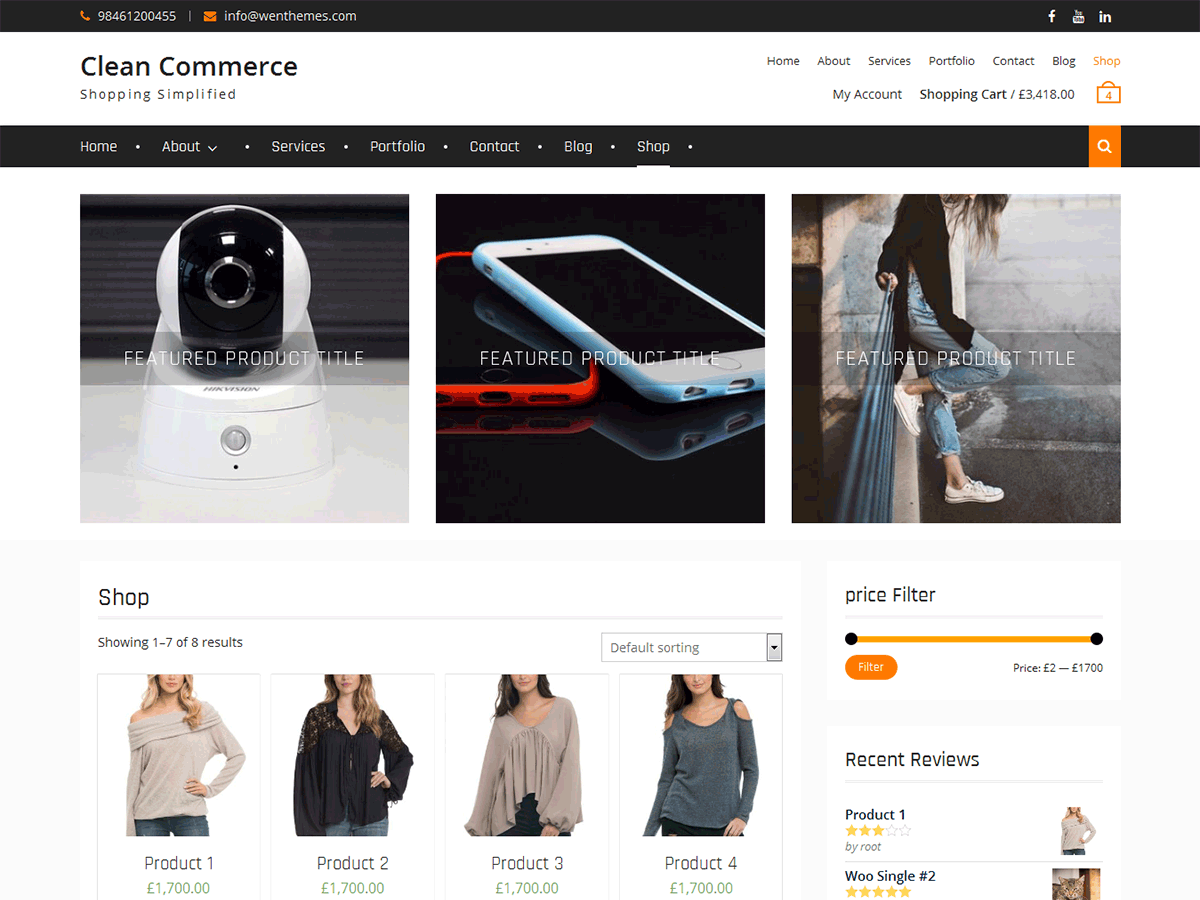 98461200455 | info@wenthemes.com
Clean Commerce
Shopping Simplified
Home About Services Portfolio Contact Blog Shop
My Account Shopping Cart / £3,418.00 4
Home • About • Services • Portfolio • Contact • Blog • Shop •
HIKVISION
FEATURED PRODUCT TITLE
FEATURED PRODUCT TITLE
FEATURED PRODUCT TITLE
Shop
Showing 1–7 of 8 results
Default sorting
Product 1
£1,700.00
Product 2
£1,700.00
Product 3
£1,700.00
Product 4
£1,700.00
price Filter
Filter
Price: £2 — £1700
Recent Reviews
Product 1
by root
Woo Single #2